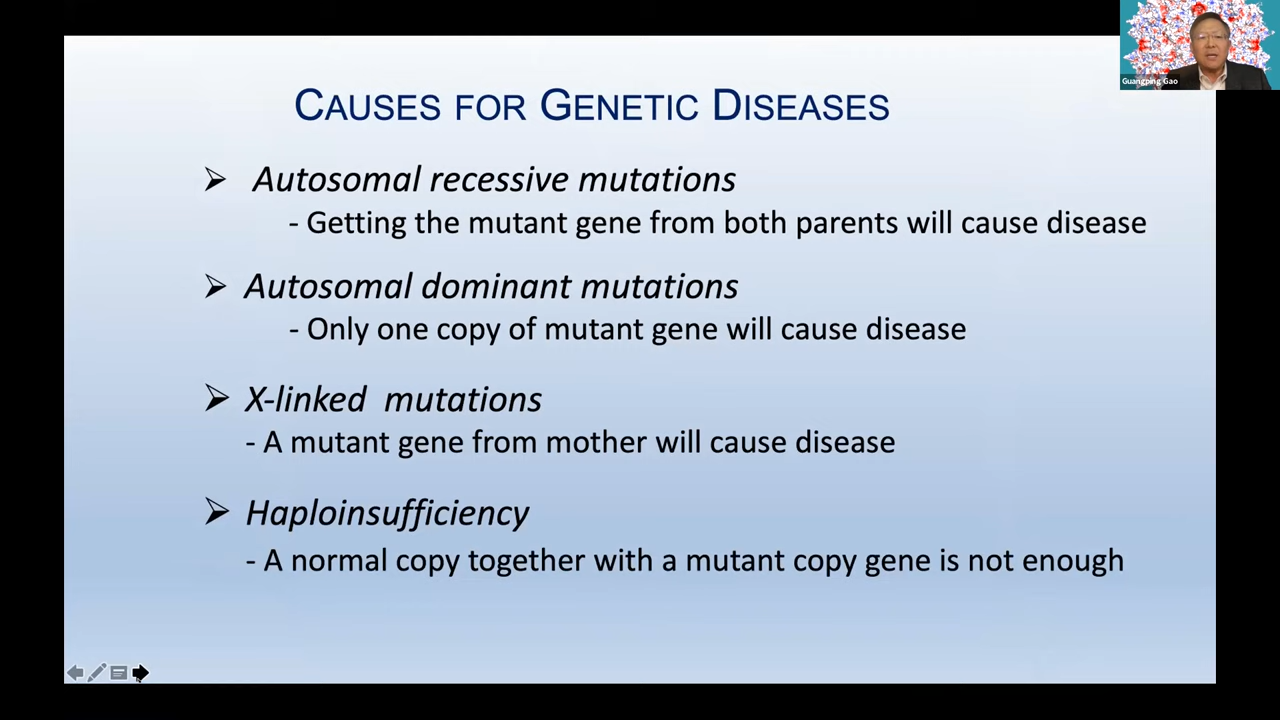 CAUSES FOR GENETIC DISEASES
Guangping Gao
➢ Autosomal recessive mutations
- Getting the mutant gene from both parents will cause disease
➢ Autosomal dominant mutations
- Only one copy of mutant gene will cause disease
➢ X-linked mutations
- A mutant gene from mother will cause disease
➢ Haploinsufficiency
- A normal copy together with a mutant copy gene is not enough